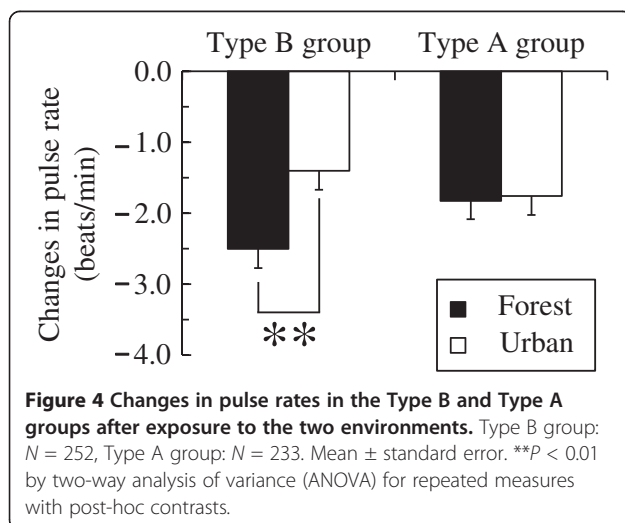 Type B group Type A group
0.0
−1.0
−2.0
−3.0
−4.0
Changes in pulse rate
(beats/min)
**
Forest
Urban
Figure 4 Changes in pulse rates in the Type B and Type A
groups after exposure to the two environments. Type B group:
N = 252, Type A group: N = 233. Mean ± standard error. **P < 0.01
by two-way analysis of variance (ANOVA) for repeated measures
with post-hoc contrasts.